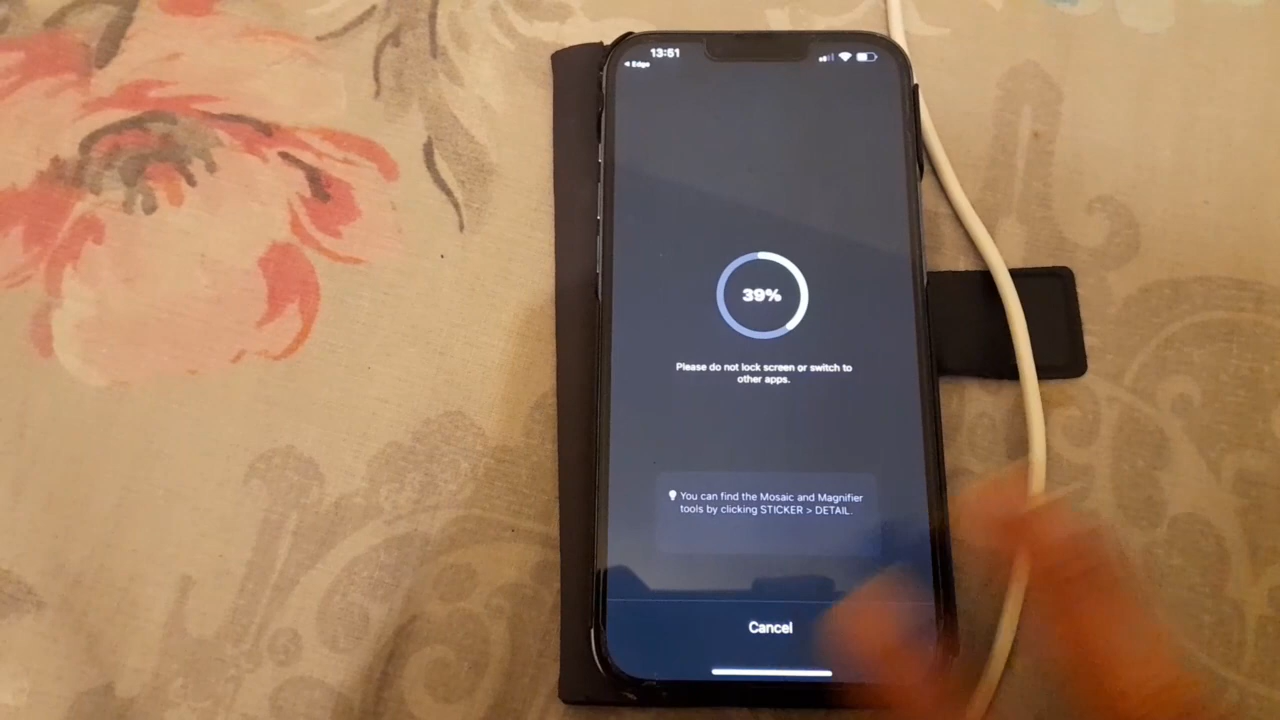 13:51
◂ Edge
39%
Please do not lock screen or switch to
other apps.
You can find the Mosaic and Magnifier
tools by clicking STICKER > DETAIL.
Cancel